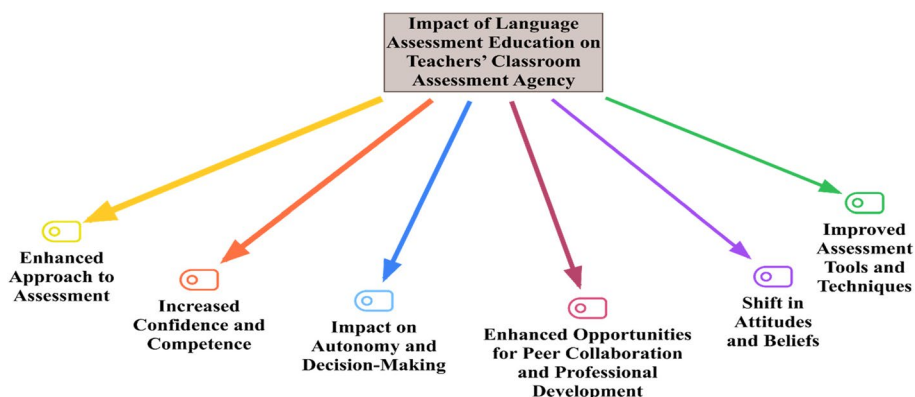 Impact of Language
Assessment Education on
Teachers’ Classroom
Assessment Agency
Enhanced
Approach to
Assessment
Increased
Confidence and
Competence
Impact on
Autonomy and
Decision-Making
Enhanced Opportunities
for Peer Collaboration
and Professional
Development
Shift in
Attitudes
and Beliefs
Improved
Assessment
Tools and
Techniques